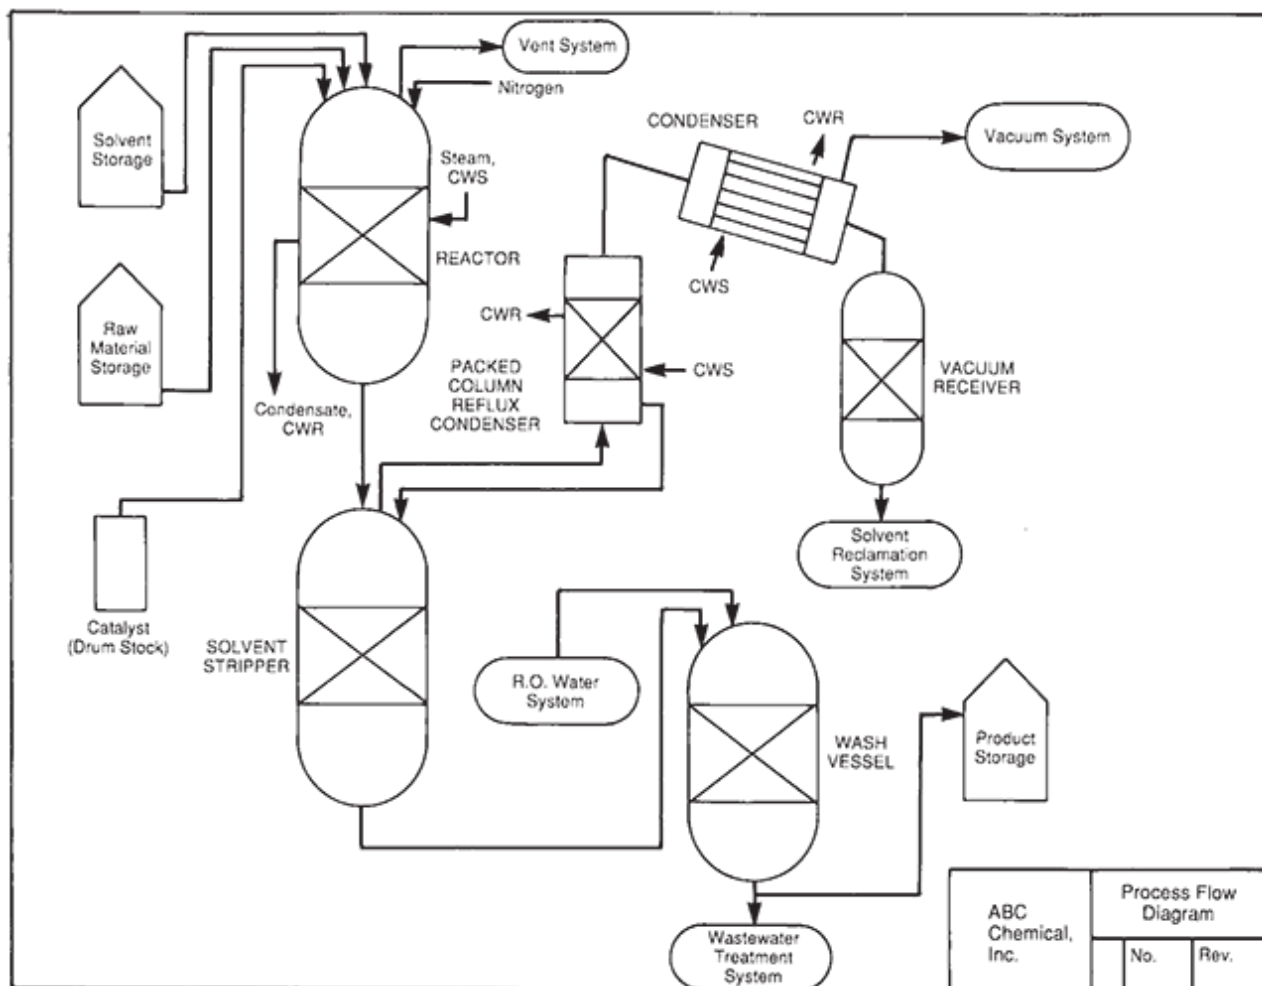 Vent System
Nitrogen
Solvent
Storage
Steam,
CWS
REACTOR
CONDENSER
CWR
Vacuum System
CWS
Raw
Material
Storage
Condensate,
CWR
CWR
CWS
PACKED
COLUMN
REFLUX
CONDENSER
VACUUM
RECEIVER
Solvent
Reclamation
System
Catalyst
(Drum Stock)
SOLVENT
STRIPPER
R.O. Water
System
WASH
VESSEL
Product
Storage
Wastewater
Treatment
System
ABC
Chemical,
Inc.
Process Flow
Diagram
No.
Rev.